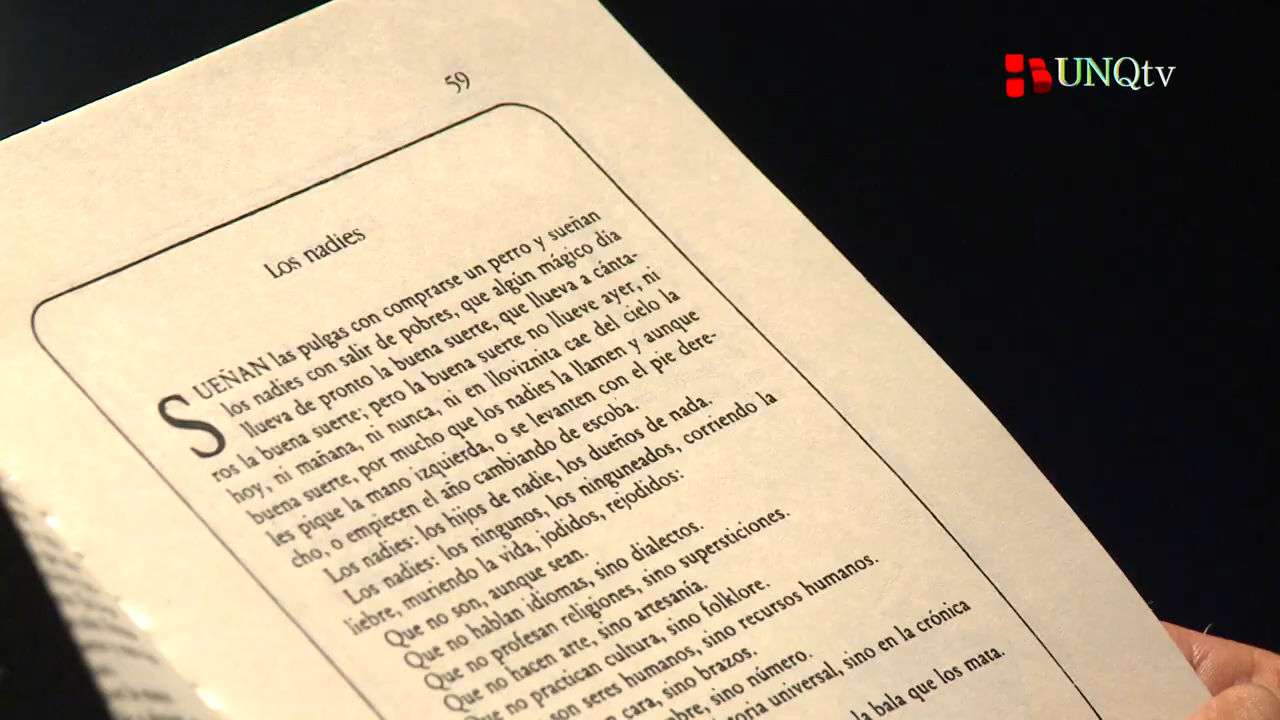 UNQtv
59
Los nadies
SUEÑAN las pulgas con comprarse un perro y sueñan
los nadies con salir de pobres, que algún mágico día
llueva de pronto la buena suerte, que llueva a cánta-
ros la buena suerte; pero la buena suerte no llueve ayer, ni
hoy, ni mañana, ni nunca, ni en lloviznita cae del cielo la
buena suerte, por mucho que los nadies la llamen y aunque
les pique la mano izquierda, o se levanten con el pie dere-
cho, o empiecen el año cambiando de escoba.
Los nadies: los hijos de nadie, los dueños de nada.
Los nadies: los ningunos, los ninguneados, corriendo la
liebre, muriendo la vida, jodidos, rejodidos:
Que no son, aunque sean.
Que no hablan idiomas, sino dialectos.
Que no profesan religiones, sino supersticiones.
Que no hacen arte, sino artesanía.
Que no practican cultura, sino folklore.
son seres humanos, sino recursos humanos.
cara, sino brazos.
sino número.
universal, sino en la crónica
la bala que los mata.